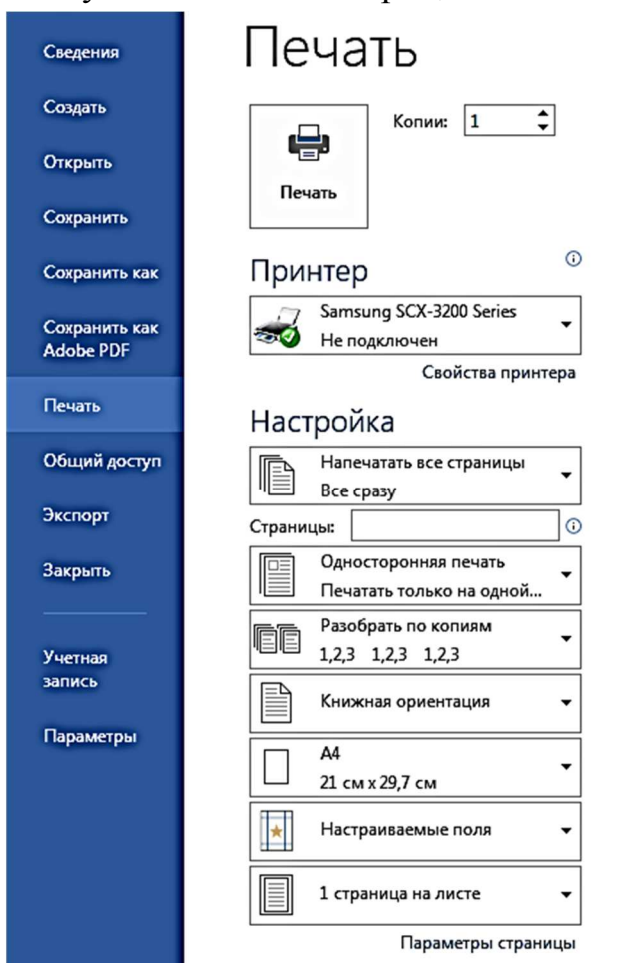 Сведения
Создать
Открыть
Сохранить
Сохранить как
Сохранить как
Adobe PDF
Печать
Общий доступ
Экспорт
Закрыть
Учетная
запись
Параметры
Печать
Копии: 1
Печать
Принтер
Samsung SCX-3200 Series
Не подключен
Свойства принтера
Настройка
Напечатать все страницы
Все сразу
Страницы:
Односторонняя печать
Печатать только на одной...
Разобрать по копиям
1,2,3 1,2,3 1,2,3
Книжная ориентация
A4
21 см x 29,7 см
Настраиваемые поля
1 страница на листе
Параметры страницы